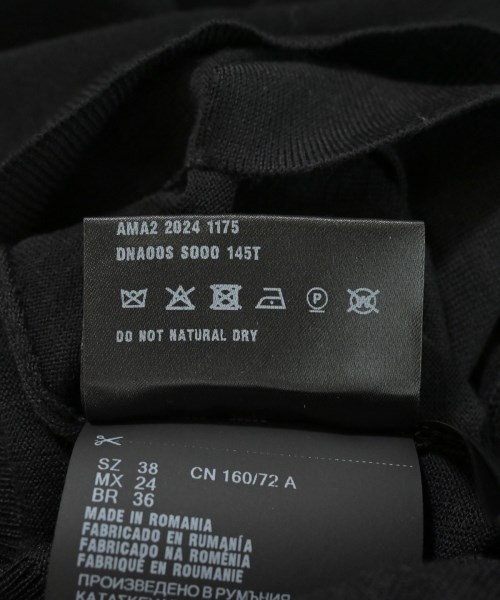 AMA2 2024 1175
DNA00S S000 145T
P
W
DO NOT NATURAL DRY
SZ 38
MX 24
BR 36
CN 160/72 A
MADE IN ROMANIA
FABRICADO EN RUMANÍA
FABRICADO NA ROMÉNIA
FABRIQUÉ EN ROUMANIE
ПРОИЗВЕДЕНО В РУМЪНИЯ